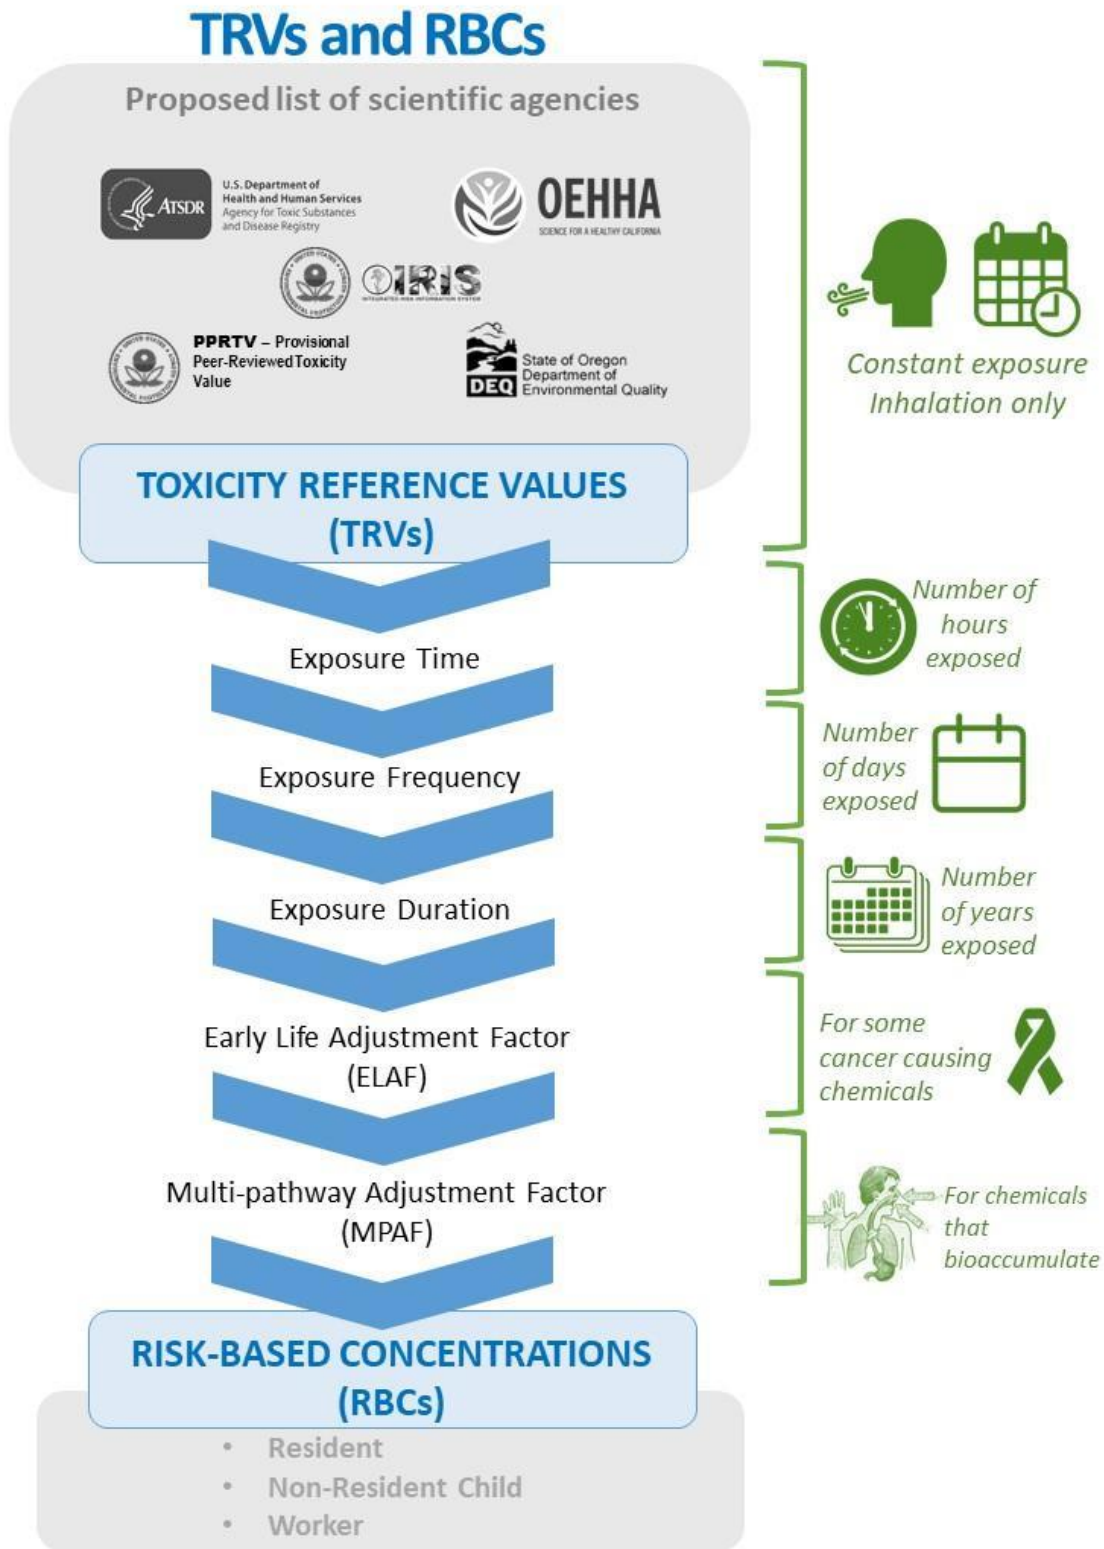 TRVs and RBCs
Proposed list of scientific agencies
ATSDR
U.S. Department of
Health and Human Services
Agency for Toxic Substances
and Disease Registry
OEHHA
SCIENCE FOR A HEALTHY CALIFORNIA
IRIS
INTEGRATED RISK INFORMATION SYSTEM
PPRTV – Provisional
Peer-Reviewed Toxicity
Value
DEQ
State of Oregon
Department of
Environmental Quality
Constant exposure
Inhalation only
TOXICITY REFERENCE VALUES
(TRVs)
Number of
hours
exposed
Exposure Time
Number
of days
exposed
Exposure Frequency
Number
of years
exposed
Exposure Duration
For some
cancer causing
chemicals
Early Life Adjustment Factor
(ELAF)
For chemicals
that
bioaccumulate
Multi-pathway Adjustment Factor
(MPAF)
RISK-BASED CONCENTRATIONS
(RBCs)
• Resident
• Non-Resident Child
• Worker